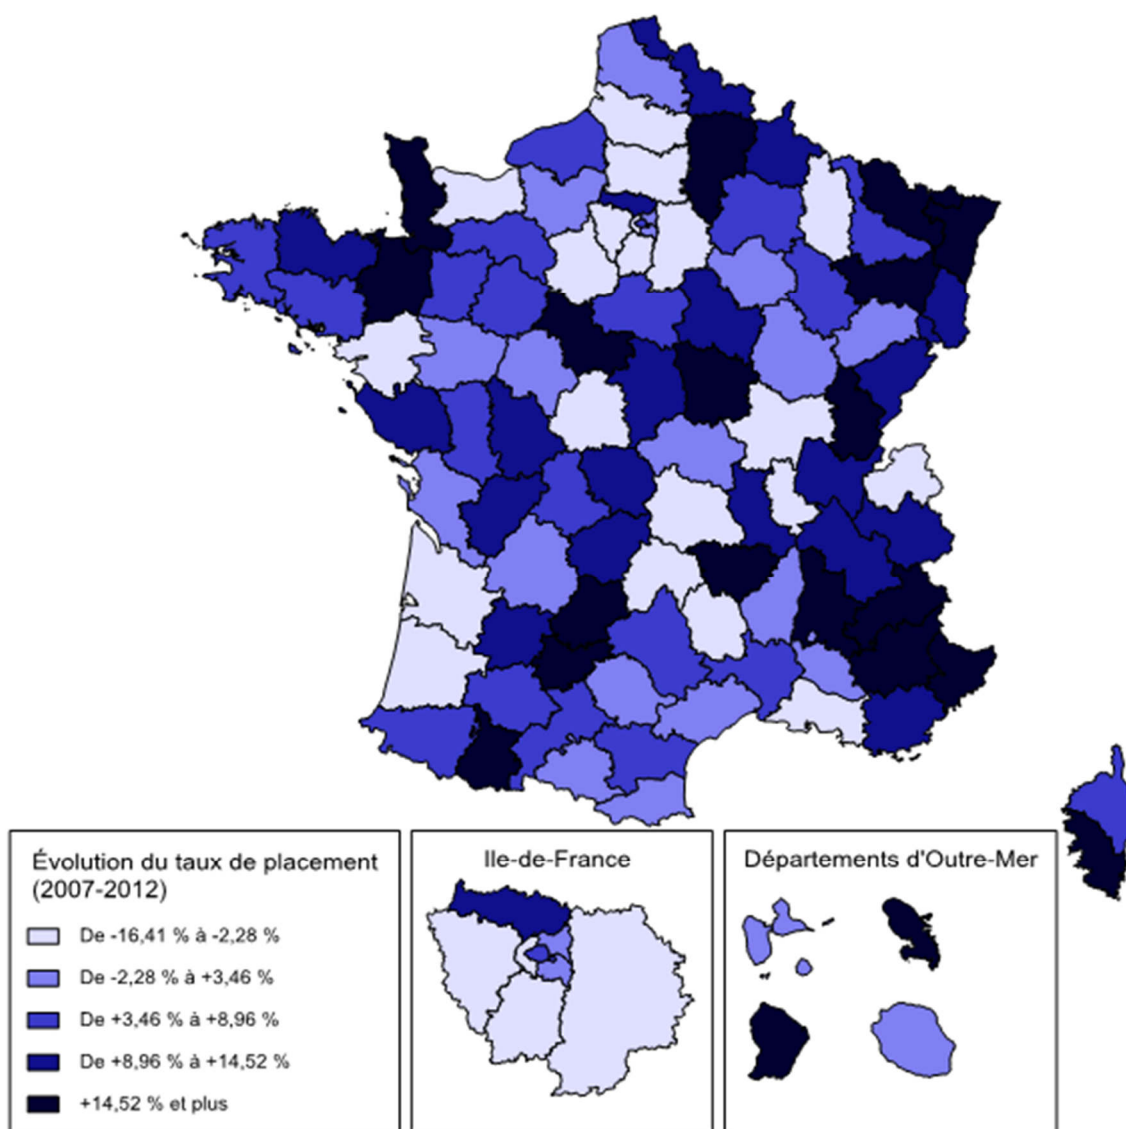 Évolution du taux de placement
(2007-2012)
De -16,41 % à -2,28 %
De -2,28 % à +3,46 %
De +3,46 % à +8,96 %
De +8,96 % à +14,52 %
+14,52 % et plus
Ile-de-France
Départements d'Outre-Mer